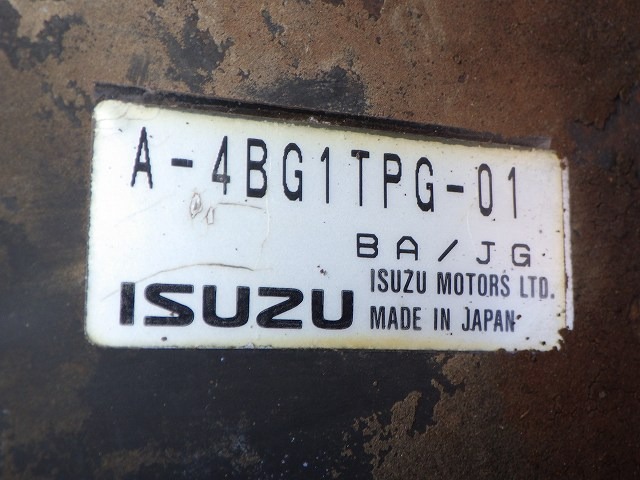 A-4BG1TPG-01
BA/JG
ISUZU
ISUZU MOTORS LTD.
MADE IN JAPAN